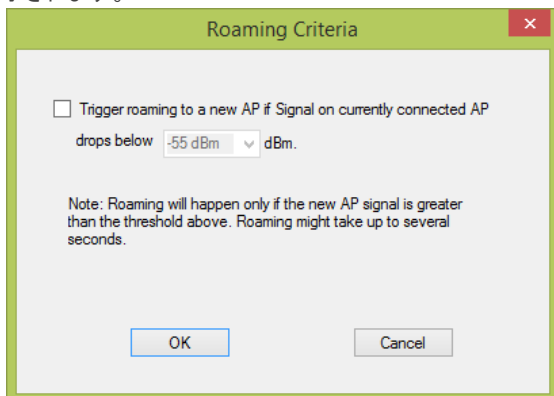 Roaming Criteria
Trigger roaming to a new AP if Signal on currently connected AP
drops below -55 dBm dBm.
Note: Roaming will happen only if the new AP signal is greater
than the threshold above. Roaming might take up to several
seconds.
OK Cancel